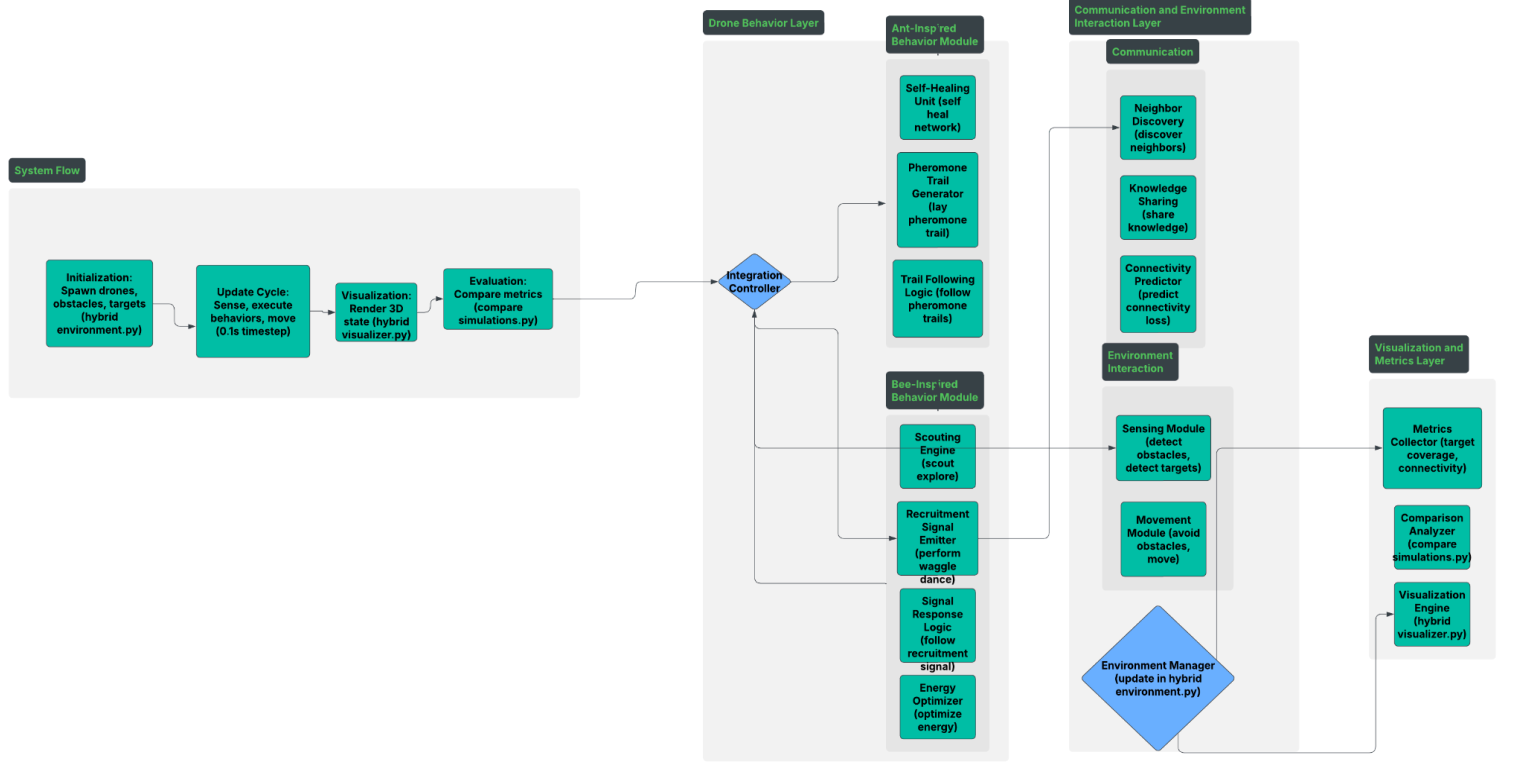 System Flow
Initialization:
Spawn drones,
obstacles, targets
(hybrid
environment.py)
Update Cycle:
Sense, execute
behaviors, move
(0.1s timestep)
Visualization:
Render 3D
state (hybrid
visualizer.py)
Evaluation:
Compare metrics
(compare
simulations.py)
Drone Behavior Layer
Integration
Controller
Ant-Inspired
Behavior Module
Self-Healing
Unit (self
heal
network)
Pheromone
Trail
Generator
(lay
pheromone
trail)
Trail Following
Logic (follow
pheromone
trails)
Bee-Inspired
Behavior Module
Scouting
Engine
(scout
explore)
Recruitment
Signal
Emitter
(perform
waggle
dance)
Signal
Response
Logic
(follow
recruitment
signal)
Energy
Optimizer
(optimize
energy)
Communication and Environment
Interaction Layer
Communication
Neighbor
Discovery
(discover
neighbors)
Knowledge
Sharing
(share
knowledge)
Connectivity
Predictor
(predict
connectivity
loss)
Environment
Interaction
Sensing Module
(detect
obstacles,
detect targets)
Movement
Module (avoid
obstacles,
move)
Environment Manager
(update in hybrid
environment.py)
Visualization and
Metrics Layer
Metrics
Collector (target
coverage,
connectivity)
Comparison
Analyzer
(compare
simulations.py)
Visualization
Engine
(hybrid
visualizer.py)